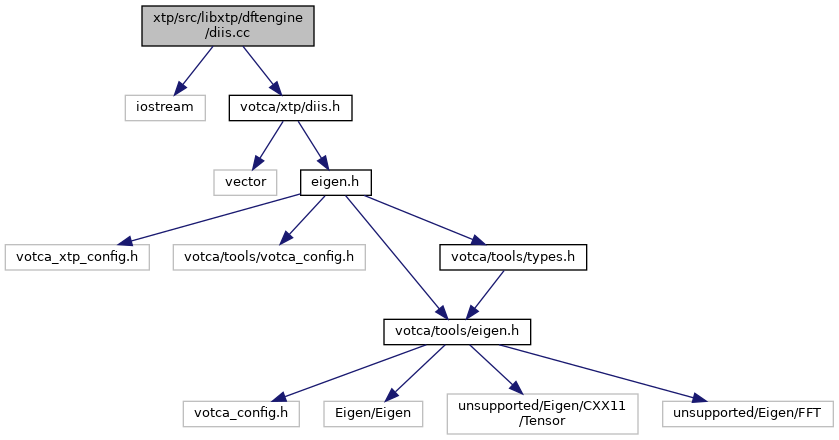 xtp/src/libxtp/dftengine
/diis.cc
iostream
votca/xtp/diis.h
vector
eigen.h
votca_xtp_config.h
votca/tools/votca_config.h
votca/tools/types.h
votca/tools/eigen.h
votca_config.h
Eigen/Eigen
unsupported/Eigen/CXX11
/Tensor
unsupported/Eigen/FFT